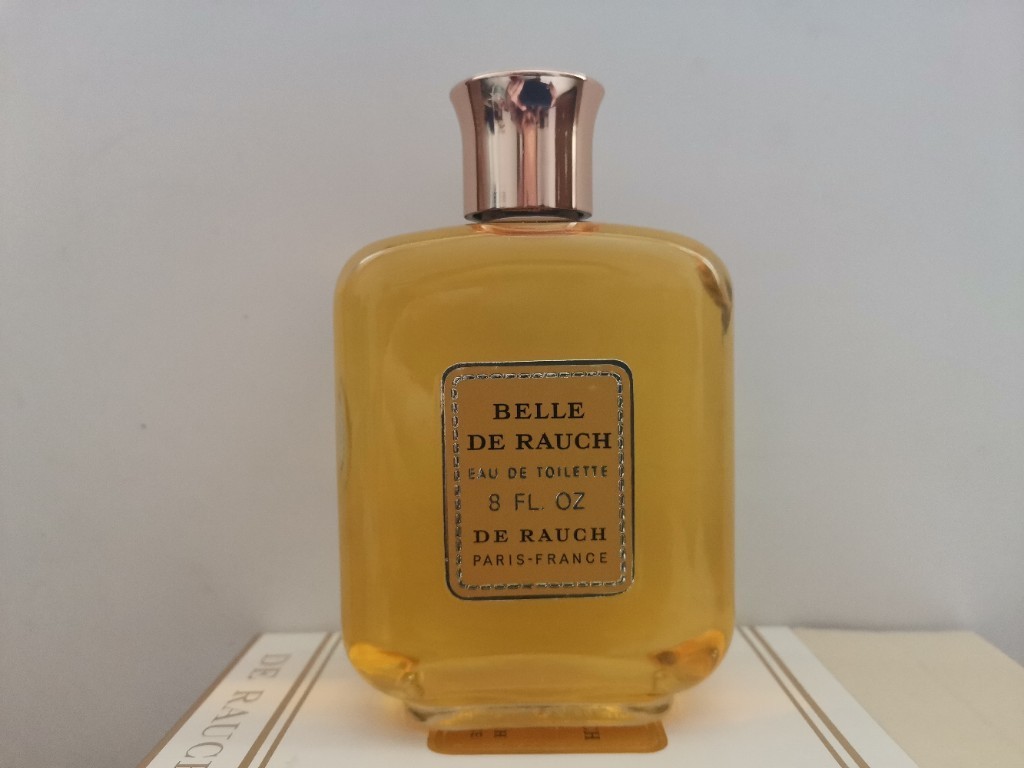 BELLE
DE RAUCH
EAU DE TOILETTE
8 FL. OZ
DE RAUCH
PARIS-FRANCE
DE RAUCH